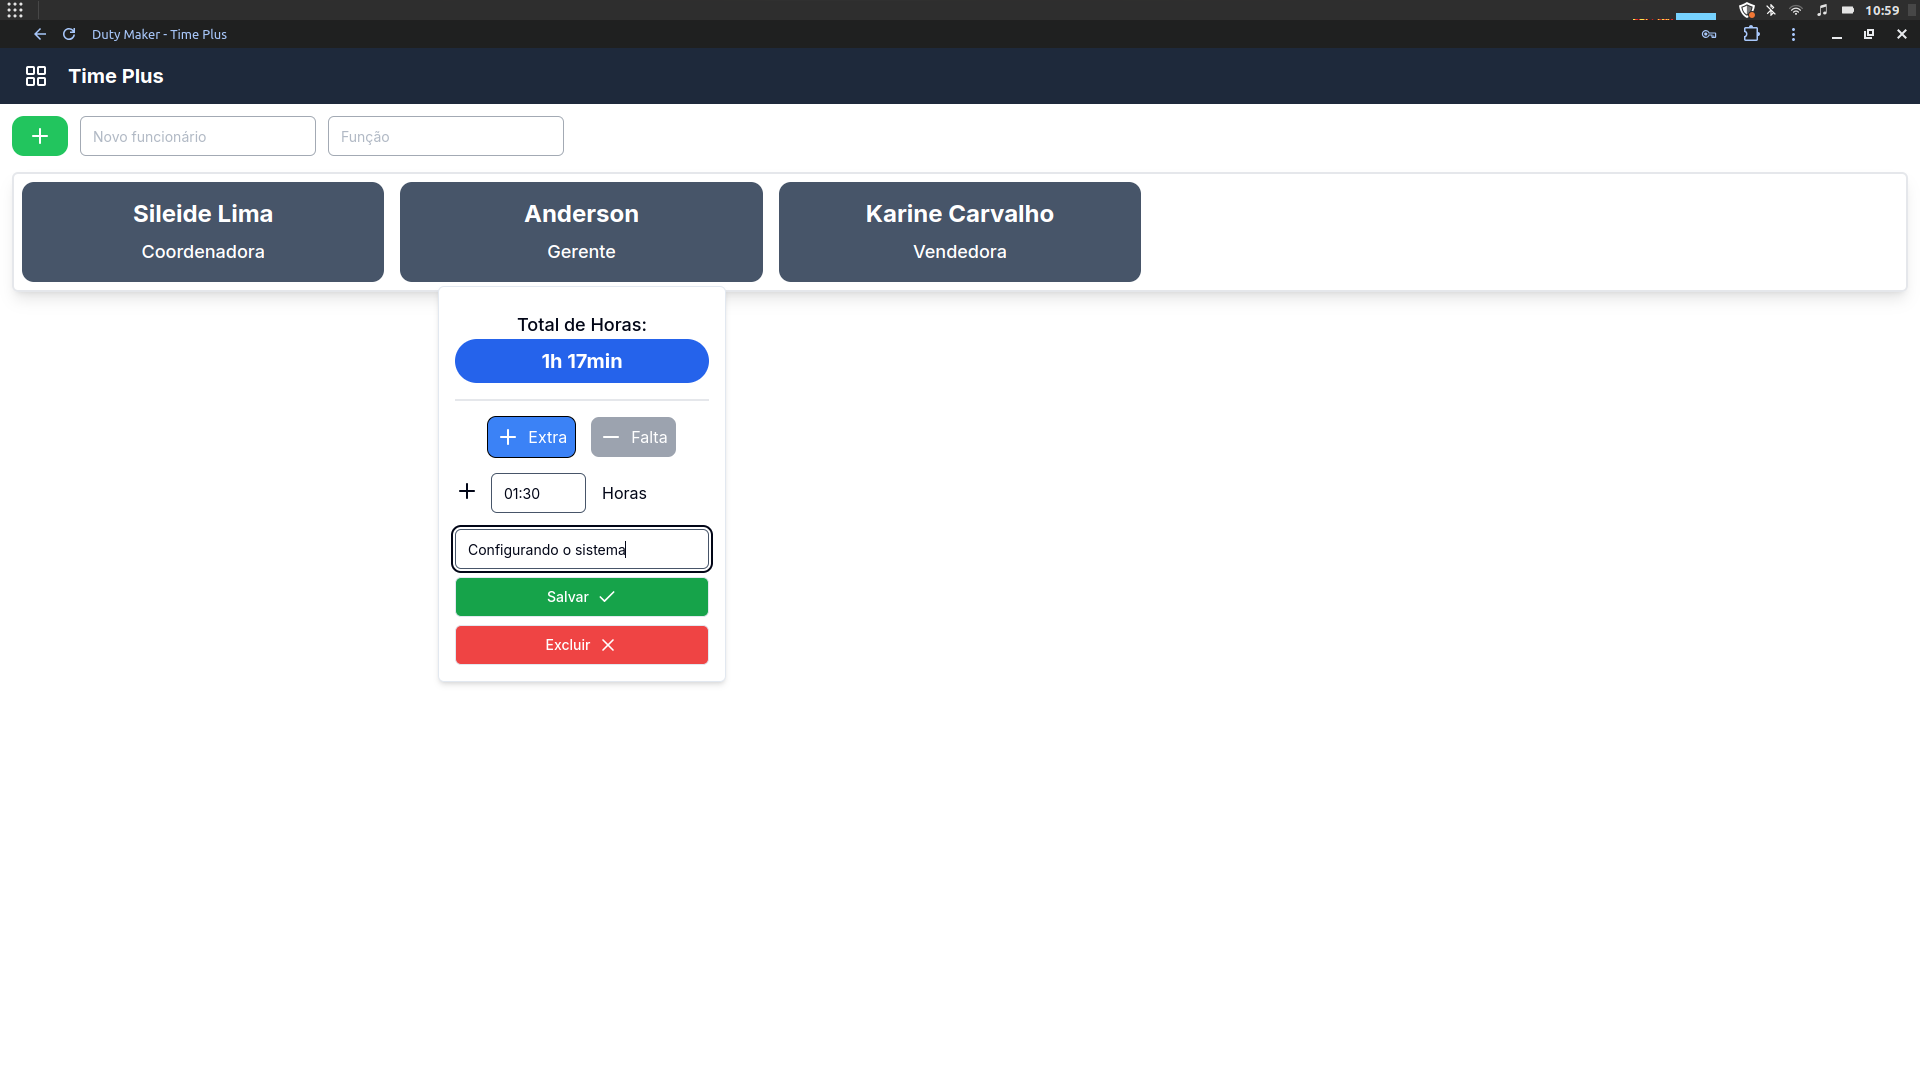 10:59
Duty Maker - Time Plus
Time Plus
Novo funcionário
Função
Sileide Lima
Coordenadora
Anderson
Gerente
Karine Carvalho
Vendedora
Total de Horas:
1h 17min
Extra
Falta
01:30
Horas
Configurando o sistema
Salvar
Excluir